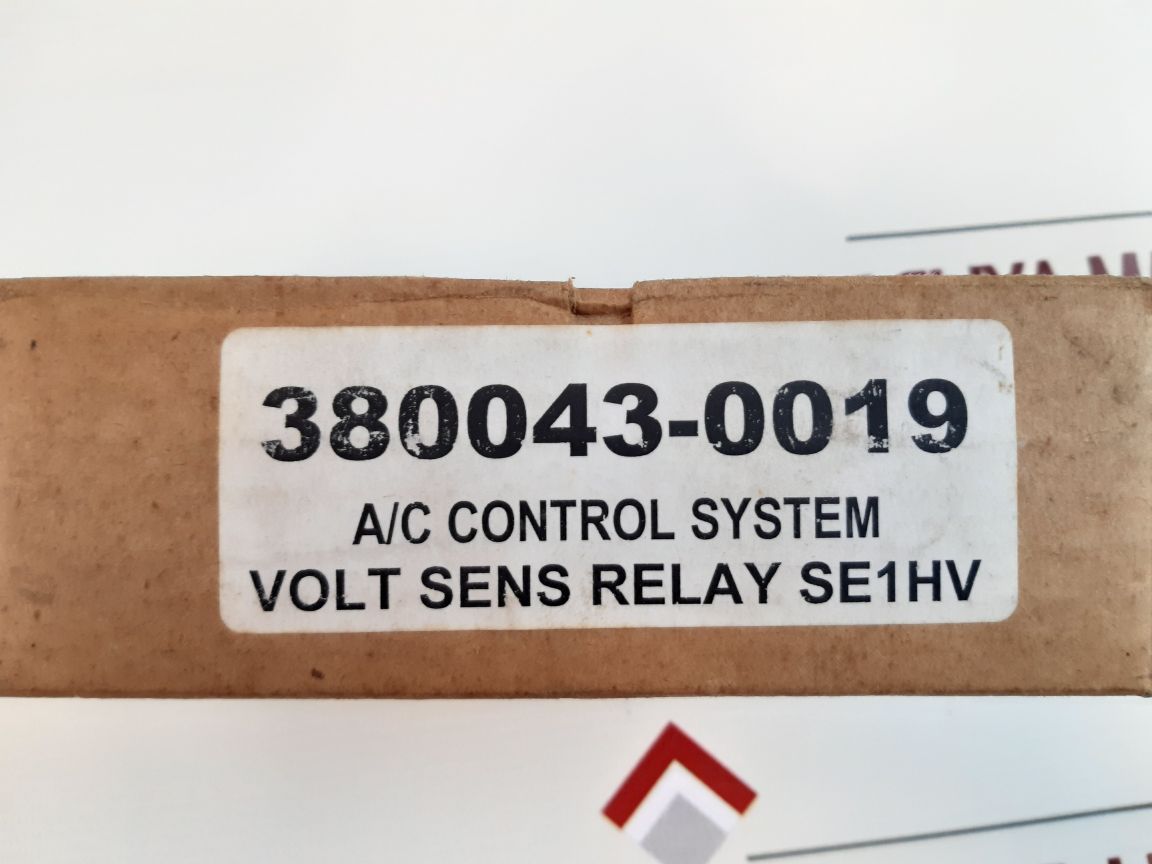 380043-0019
A/C CONTROL SYSTEM
VOLT SENS RELAY SE1HV